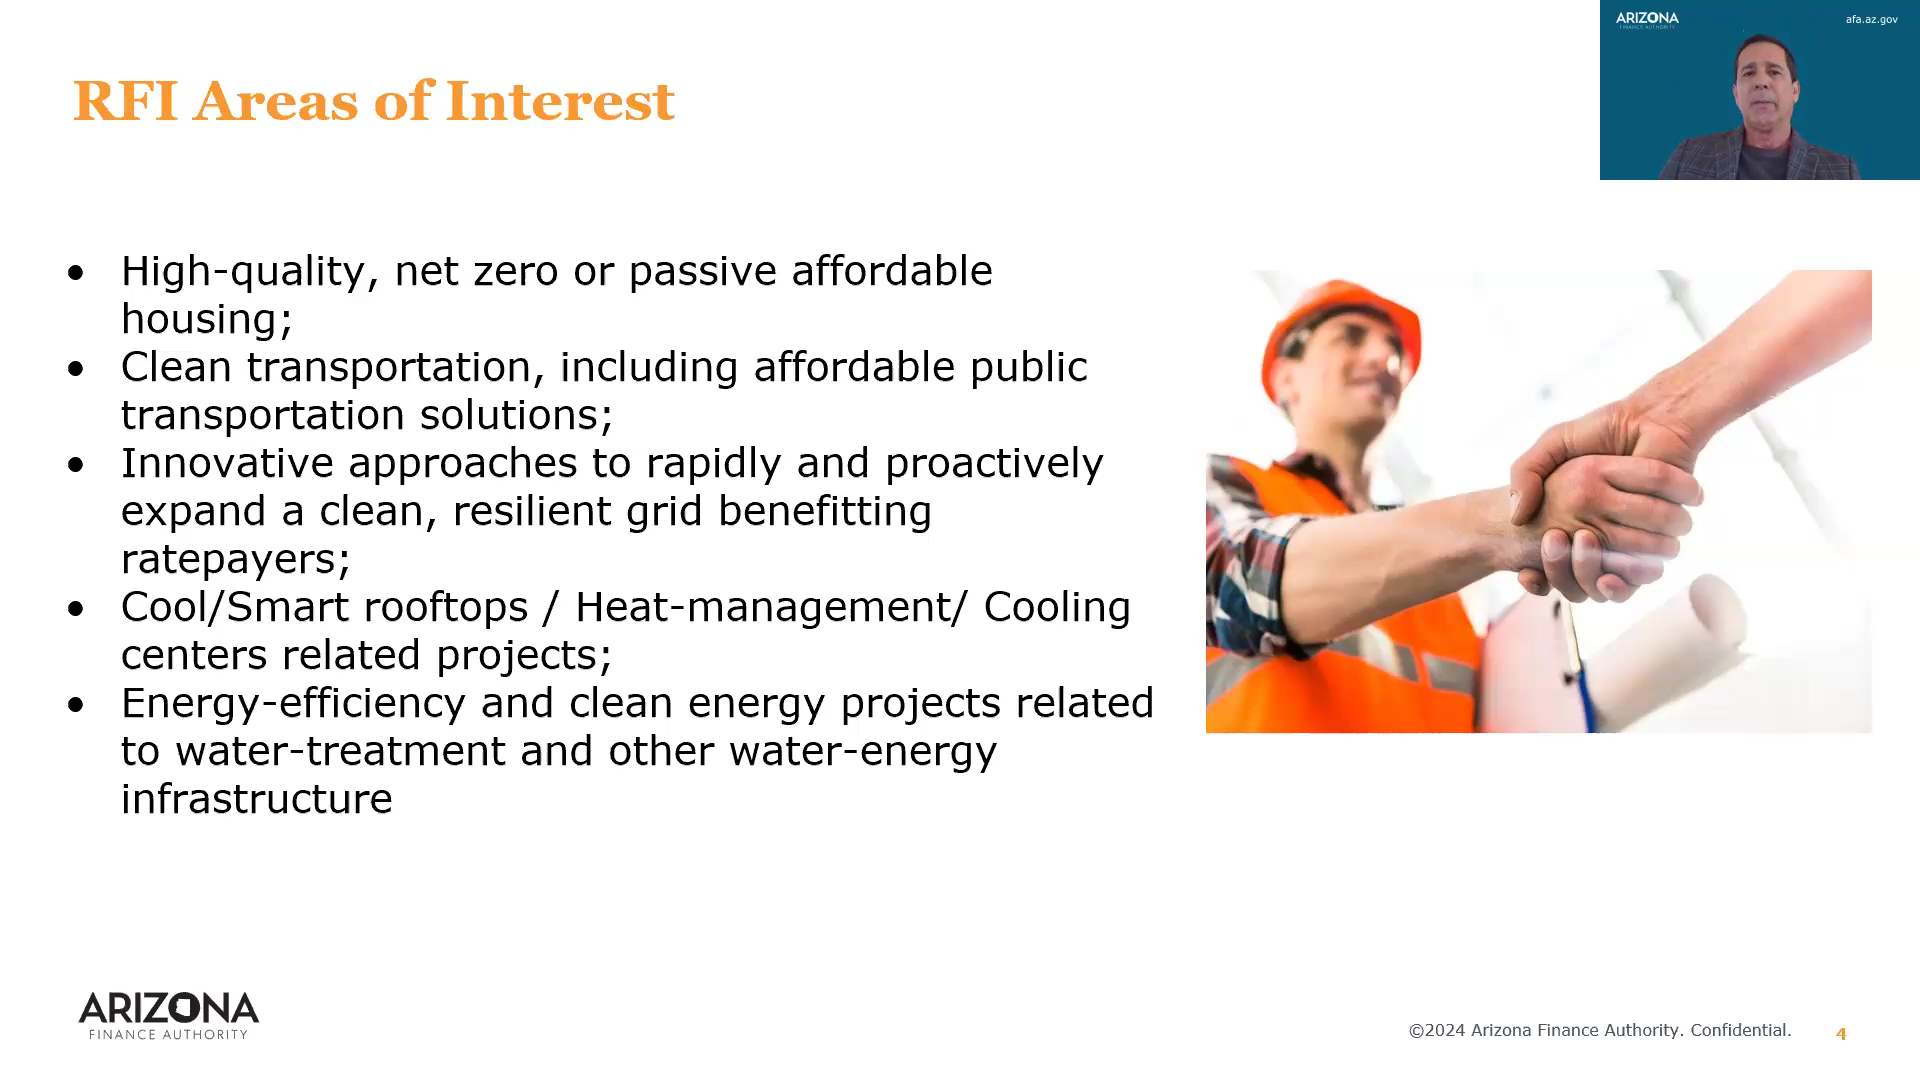 ARIZONA
FINANCE AUTHORITY
afa.az.gov
RFI Areas of Interest
• High-quality, net zero or passive affordable
housing;
• Clean transportation, including affordable public
transportation solutions;
• Innovative approaches to rapidly and proactively
expand a clean, resilient grid benefitting
ratepayers;
• Cool/Smart rooftops / Heat-management/ Cooling
centers related projects;
• Energy-efficiency and clean energy projects related
to water-treatment and other water-energy
infrastructure
ARIZONA
FINANCE AUTHORITY
©2024 Arizona Finance Authority. Confidential.
4